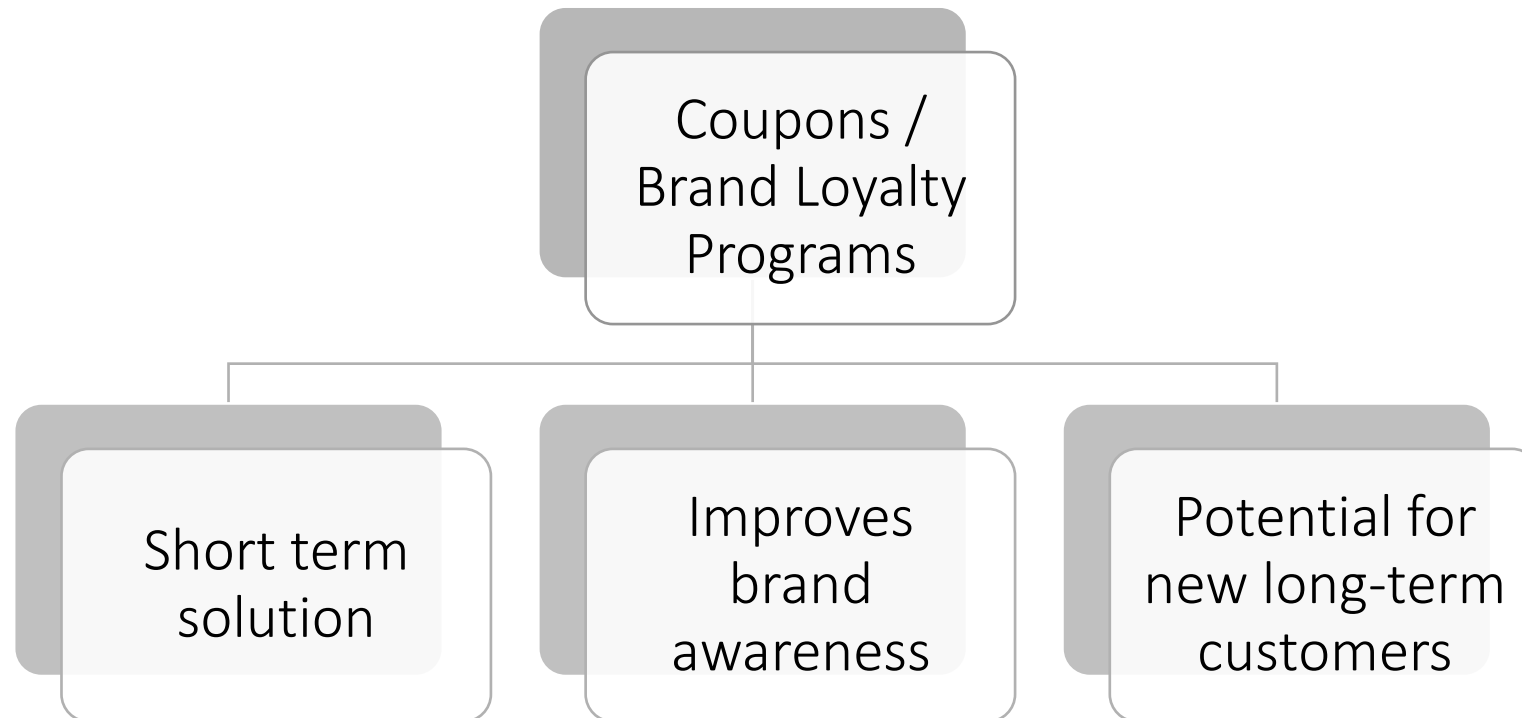 Coupons /
Brand Loyalty
Programs
Short term
solution
Improves
brand
awareness
Potential for
new long-term
customers